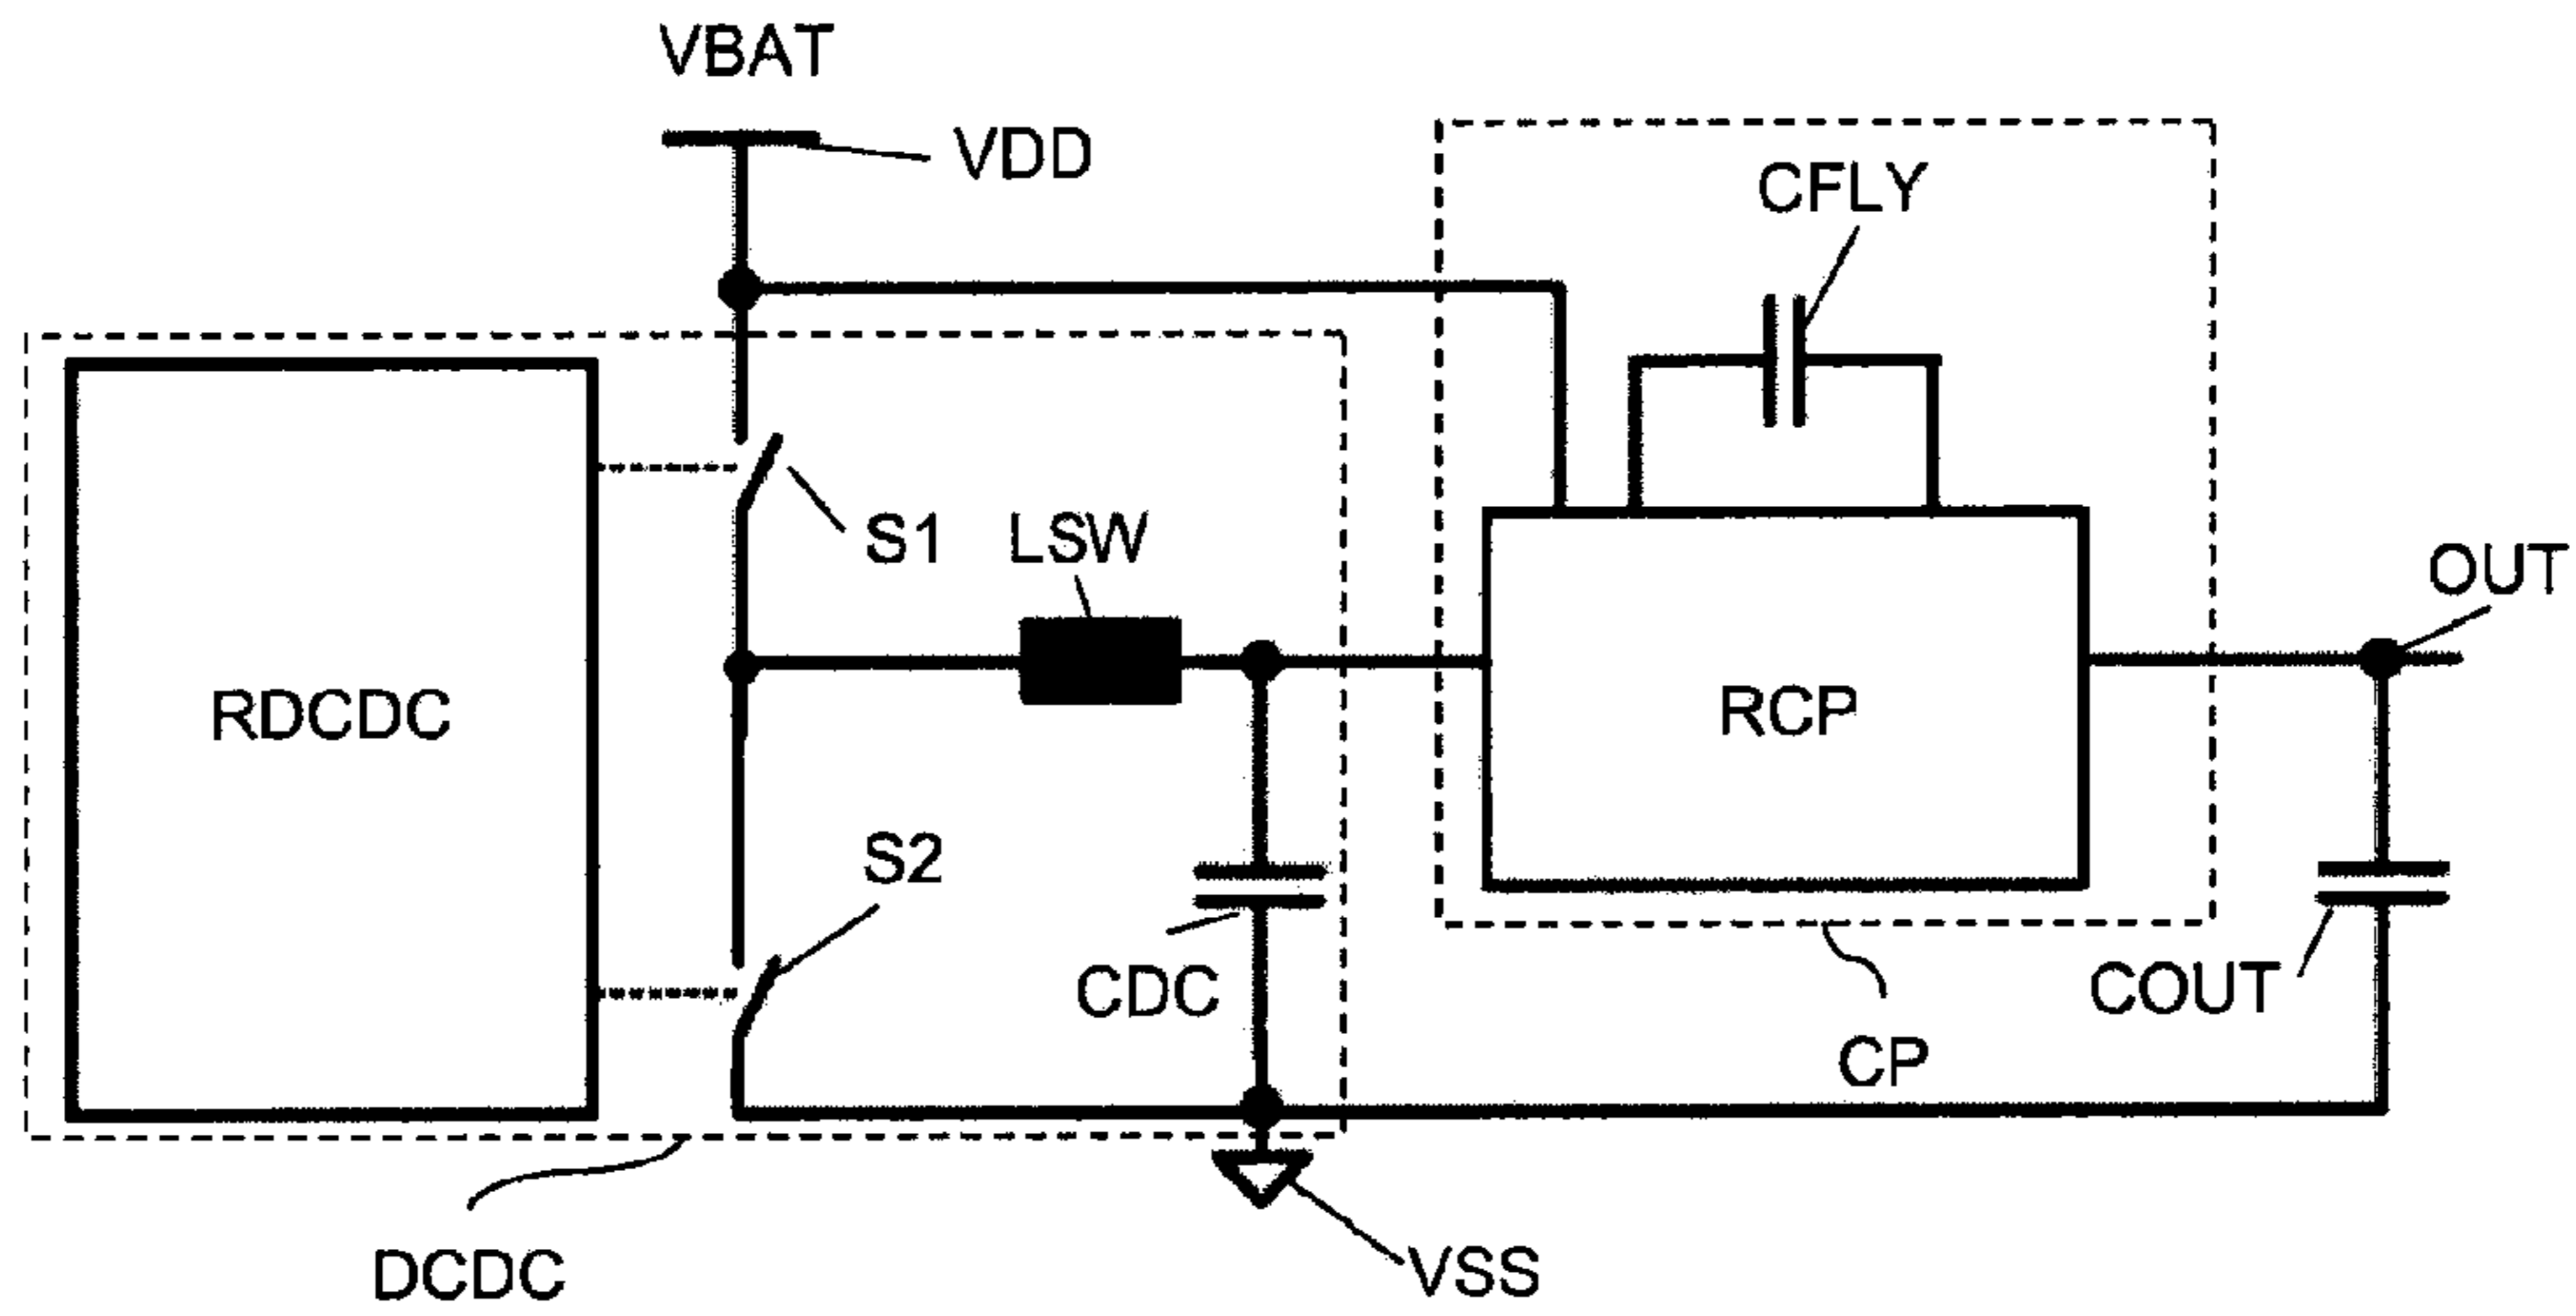 VBAT
VDD
CFLY
S1
LSW
OUT
RDCDC
RCP
S2
CDC
COUT
CP
DCDC
VSS